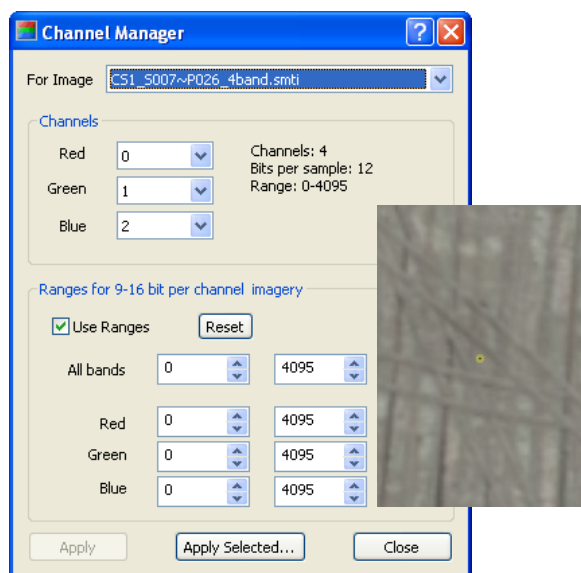 Channel Manager
For Image CS1_S007~P026_4band.smti
Channels
Red 0 Channels: 4
Bits per sample: 12
Green 1 Range: 0-4095
Blue 2
Ranges for 9-16 bit per channel imagery
Use Ranges Reset
All bands 0 4095
Red 0 4095
Green 0 4095
Blue 0 4095
Apply Apply Selected... Close